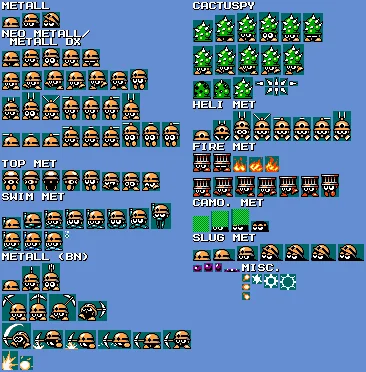 METALL
NEO METALL/
METALL DX
TOP MET
SWIM MET
METALL (BN)
CACTUSPY
HELI MET
FIRE MET
CAMO. MET
SLUG MET
MISC.